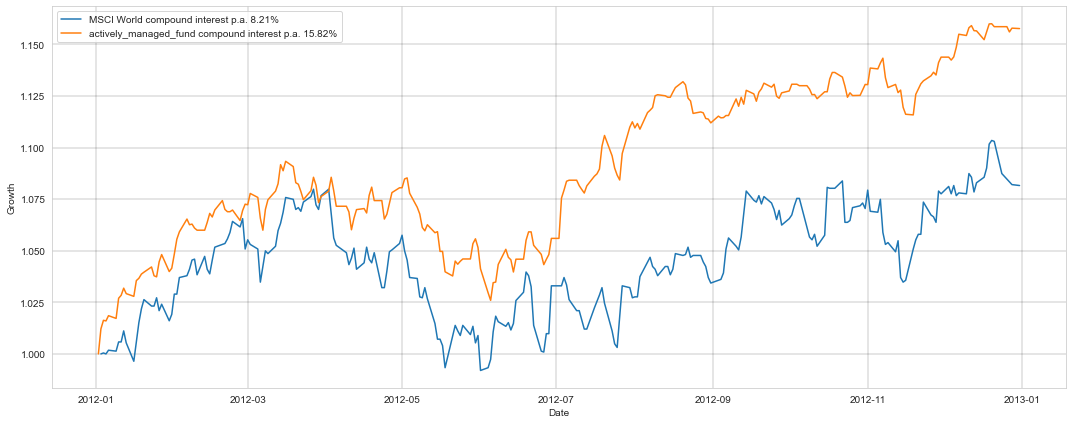 MSCI World compound interest p.a. 8.21%
actively_managed_fund compound interest p.a. 15.82%
Growth
1.150
1.125
1.100
1.075
1.050
1.025
1.000
2012-01 2012-03 2012-05 2012-07 2012-09 2012-11 2013-01
Date